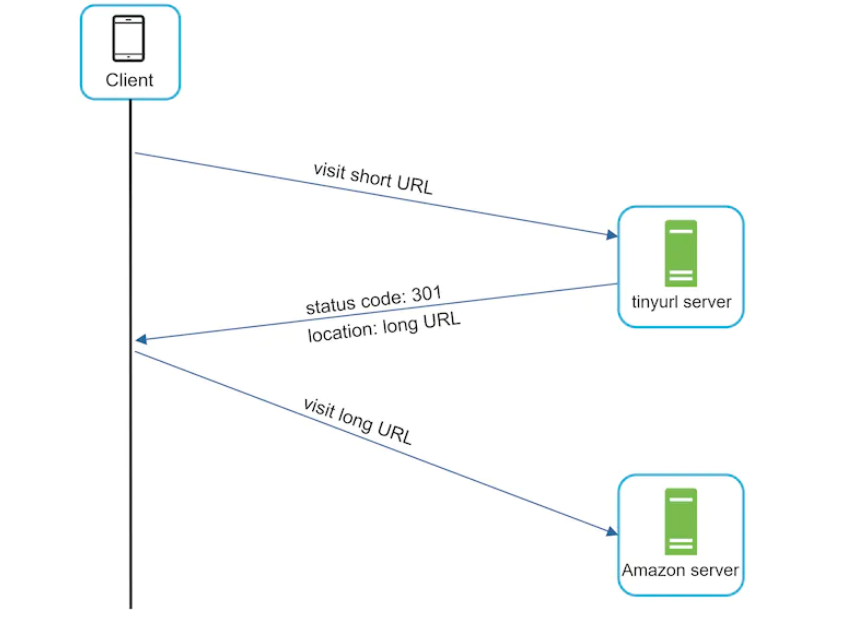 Client
visit short URL
tinyurl server
status code: 301
location: long URL
visit long URL
Amazon server